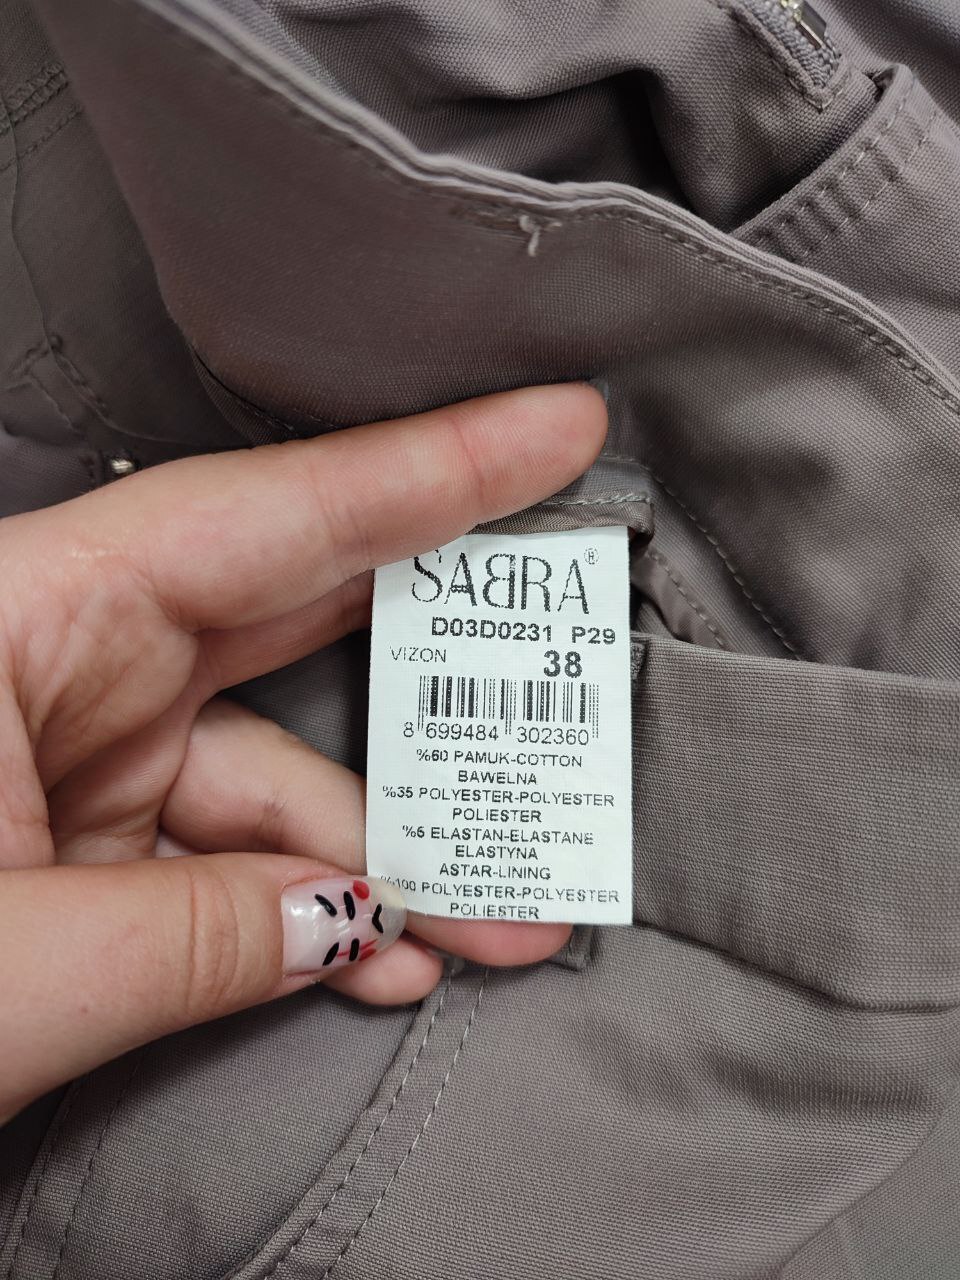 SABRA®
D03D0231 P29
VIZON 38
8 699484 302360
%60 PAMUK-COTTON
BAWELNA
%35 POLYESTER-POLYESTER
POLIESTER
%5 ELASTAN-ELASTANE
ELASTYNA
ASTAR-LINING
%100 POLYESTER-POLYESTER
POLIESTER